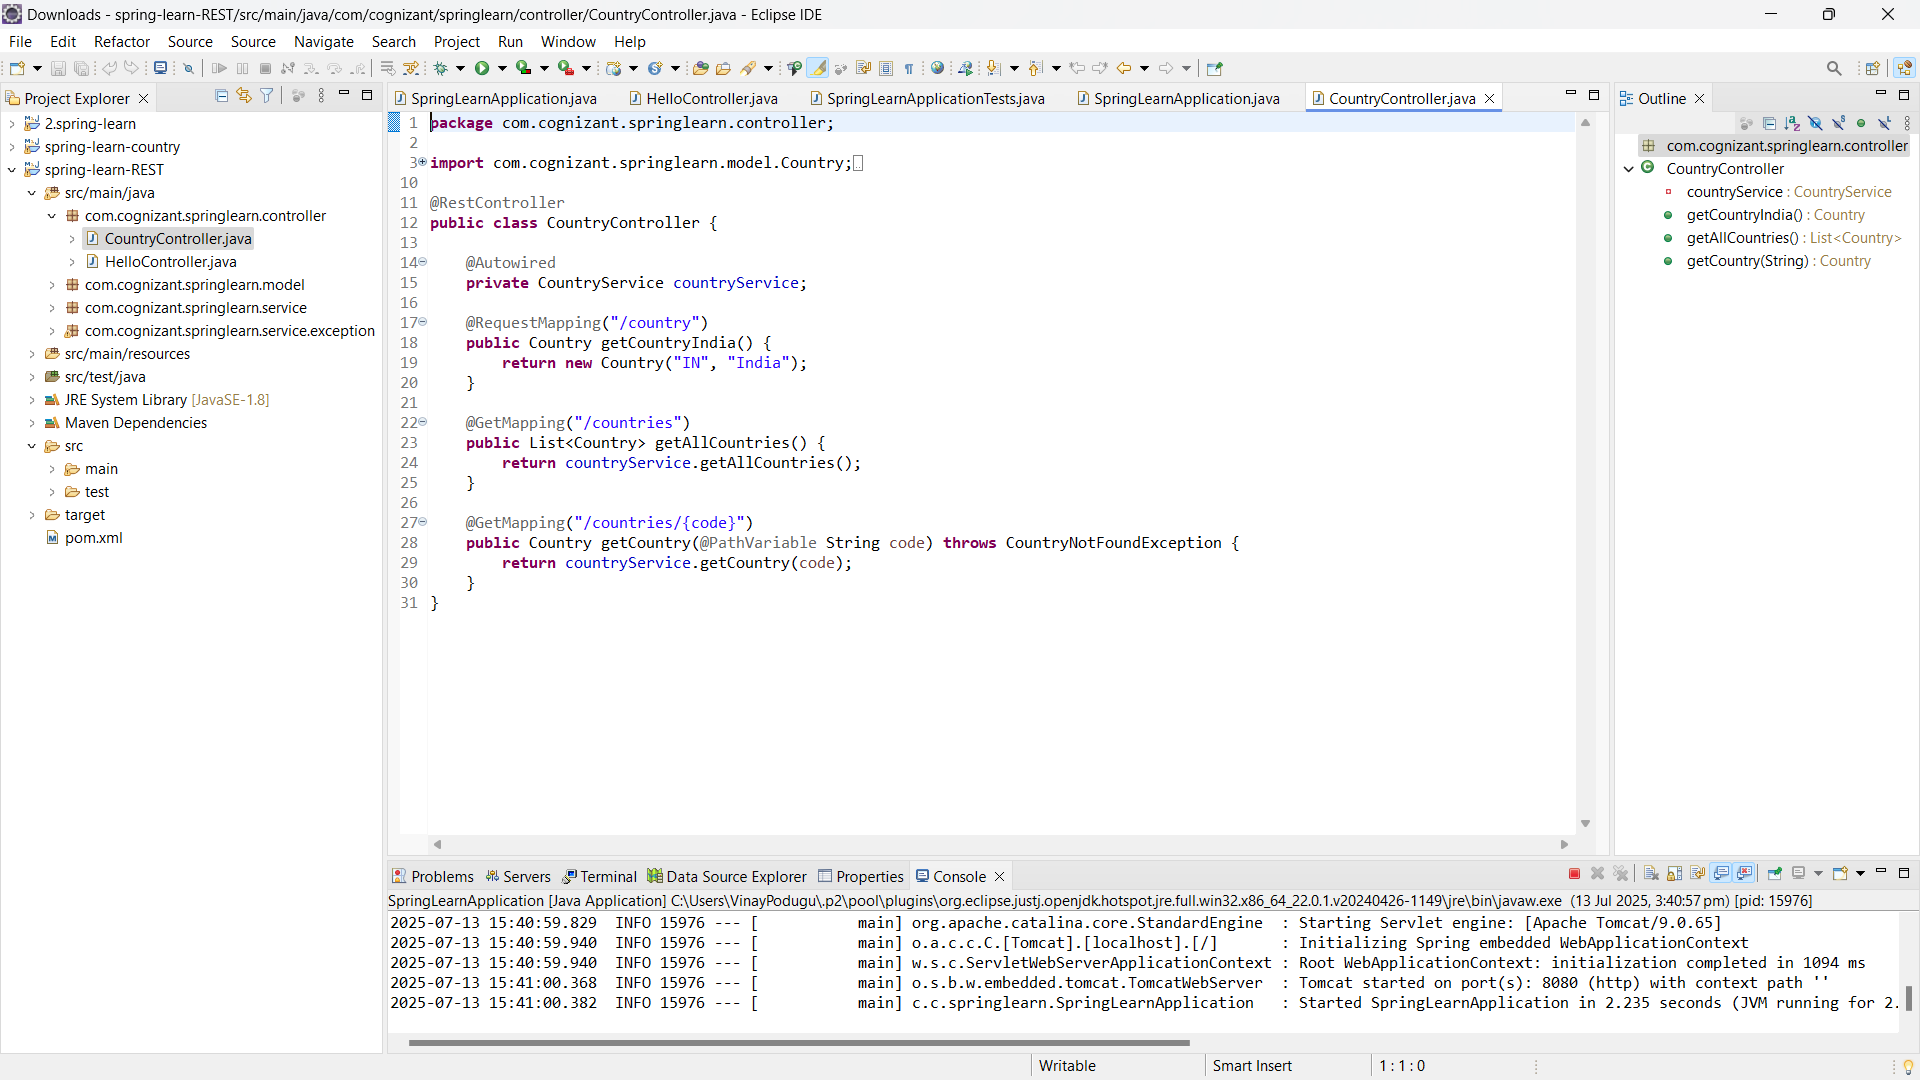 Downloads - spring-learn-REST/src/main/java/com/cognizant/springlearn/controller/CountryController.java - Eclipse IDE
File Edit Refactor Source Source Navigate Search Project Run Window Help
Project Explorer
2.spring-learn
spring-learn-country
spring-learn-REST
src/main/java
com.cognizant.springlearn.controller
CountryController.java
HelloController.java
com.cognizant.springlearn.model
com.cognizant.springlearn.service
com.cognizant.springlearn.service.exception
src/main/resources
src/test/java
JRE System Library [JavaSE-1.8]
Maven Dependencies
src
main
test
target
pom.xml
SpringLearnApplication.java HelloController.java SpringLearnApplicationTests.java SpringLearnApplication.java CountryController.java
1 package com.cognizant.springlearn.controller;
2
3 import com.cognizant.springlearn.model.Country;
10
11 @RestController
12 public class CountryController {
13
14 @Autowired
15 private CountryService countryService;
16
17 @RequestMapping("/country")
18 public Country getCountryIndia() {
19 return new Country("IN", "India");
20 }
21
22 @GetMapping("/countries")
23 public List<Country> getAllCountries() {
24 return countryService.getAllCountries();
25 }
26
27 @GetMapping("/countries/{code}")
28 public Country getCountry(@PathVariable String code) throws CountryNotFoundException {
29 return countryService.getCountry(code);
30 }
31 }
Outline
com.cognizant.springlearn.controller
CountryController
countryService : CountryService
getCountryIndia() : Country
getAllCountries() : List<Country>
getCountry(String) : Country
Problems Servers Terminal Data Source Explorer Properties Console
SpringLearnApplication [Java Application] C:\Users\VinayPodugu\.p2\pool\plugins\org.eclipse.justj.openjdk.hotspot.jre.full.win32.x86_64_22.0.1.v20240426-1149\jre\bin\javaw.exe (13 Jul 2025, 3:40:57 pm) [pid: 15976]
2025-07-13 15:40:59.829 INFO 15976 --- [ main] org.apache.catalina.core.StandardEngine : Starting Servlet engine: [Apache Tomcat/9.0.65]
2025-07-13 15:40:59.940 INFO 15976 --- [ main] o.a.c.c.C.[Tomcat].[localhost].[/] : Initializing Spring embedded WebApplicationContext
2025-07-13 15:40:59.940 INFO 15976 --- [ main] w.s.c.ServletWebServerApplicationContext : Root WebApplicationContext: initialization completed in 1094 ms
2025-07-13 15:41:00.368 INFO 15976 --- [ main] o.s.b.w.embedded.tomcat.TomcatWebServer : Tomcat started on port(s): 8080 (http) with context path ''
2025-07-13 15:41:00.382 INFO 15976 --- [ main] c.c.springlearn.SpringLearnApplication : Started SpringLearnApplication in 2.235 seconds (JVM running for 2.
Writable Smart Insert 1 : 1 : 0